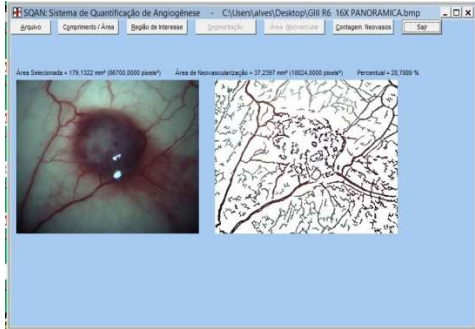 SQAN: Sistema de Quantificação de Angiogênese - C:\Users\alves\Desktop\GIII R6 16X PANORAMICA.bmp
Arquivo Comprimento / Área Região de Interesse Segmentação Área Neovascular Contagem Neovasos Sair
Área Selecionada = 179,1322 mm² (86700,0000 pixels²) Área de Neovascularização = 37,2397 mm² (18024,0000 pixels²) Percentual = 20,7889 %